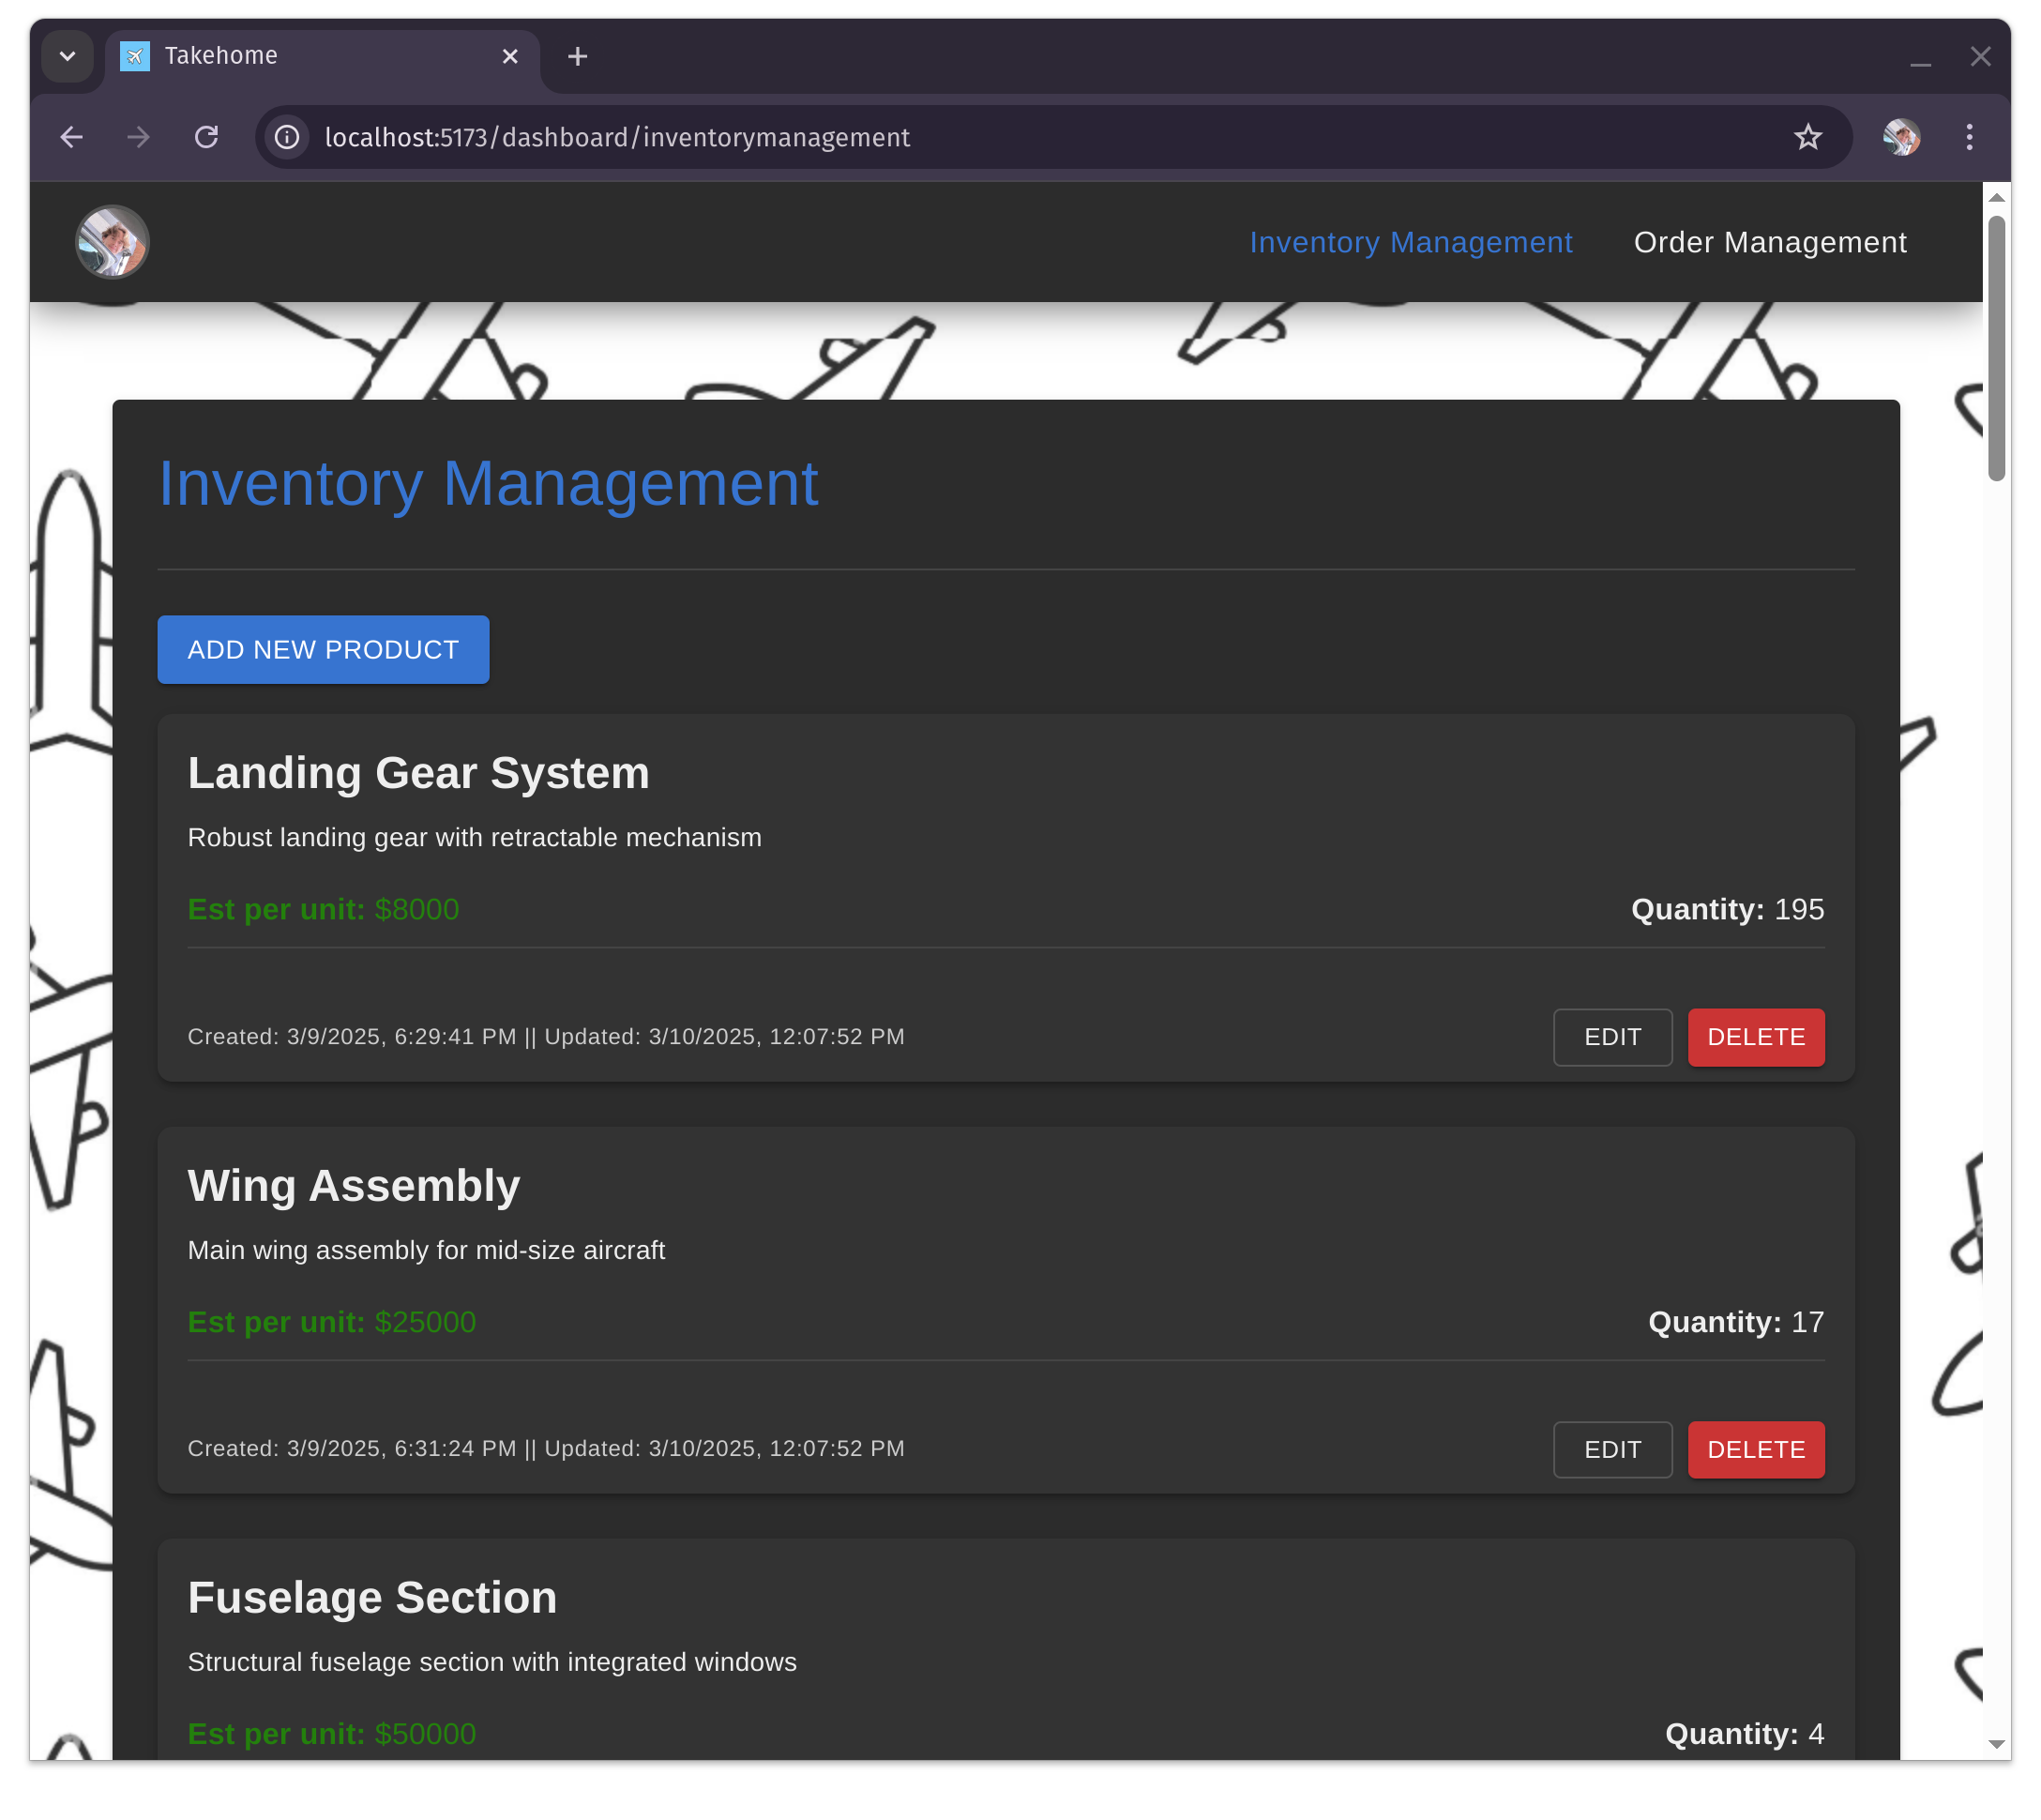 Takehome
localhost:5173/dashboard/inventorymanagement
Inventory Management Order Management
Inventory Management
ADD NEW PRODUCT
Landing Gear System
Robust landing gear with retractable mechanism
Est per unit: $8000 Quantity: 195
Created: 3/9/2025, 6:29:41 PM || Updated: 3/10/2025, 12:07:52 PM EDIT DELETE
Wing Assembly
Main wing assembly for mid-size aircraft
Est per unit: $25000 Quantity: 17
Created: 3/9/2025, 6:31:24 PM || Updated: 3/10/2025, 12:07:52 PM EDIT DELETE
Fuselage Section
Structural fuselage section with integrated windows
Est per unit: $50000 Quantity: 4